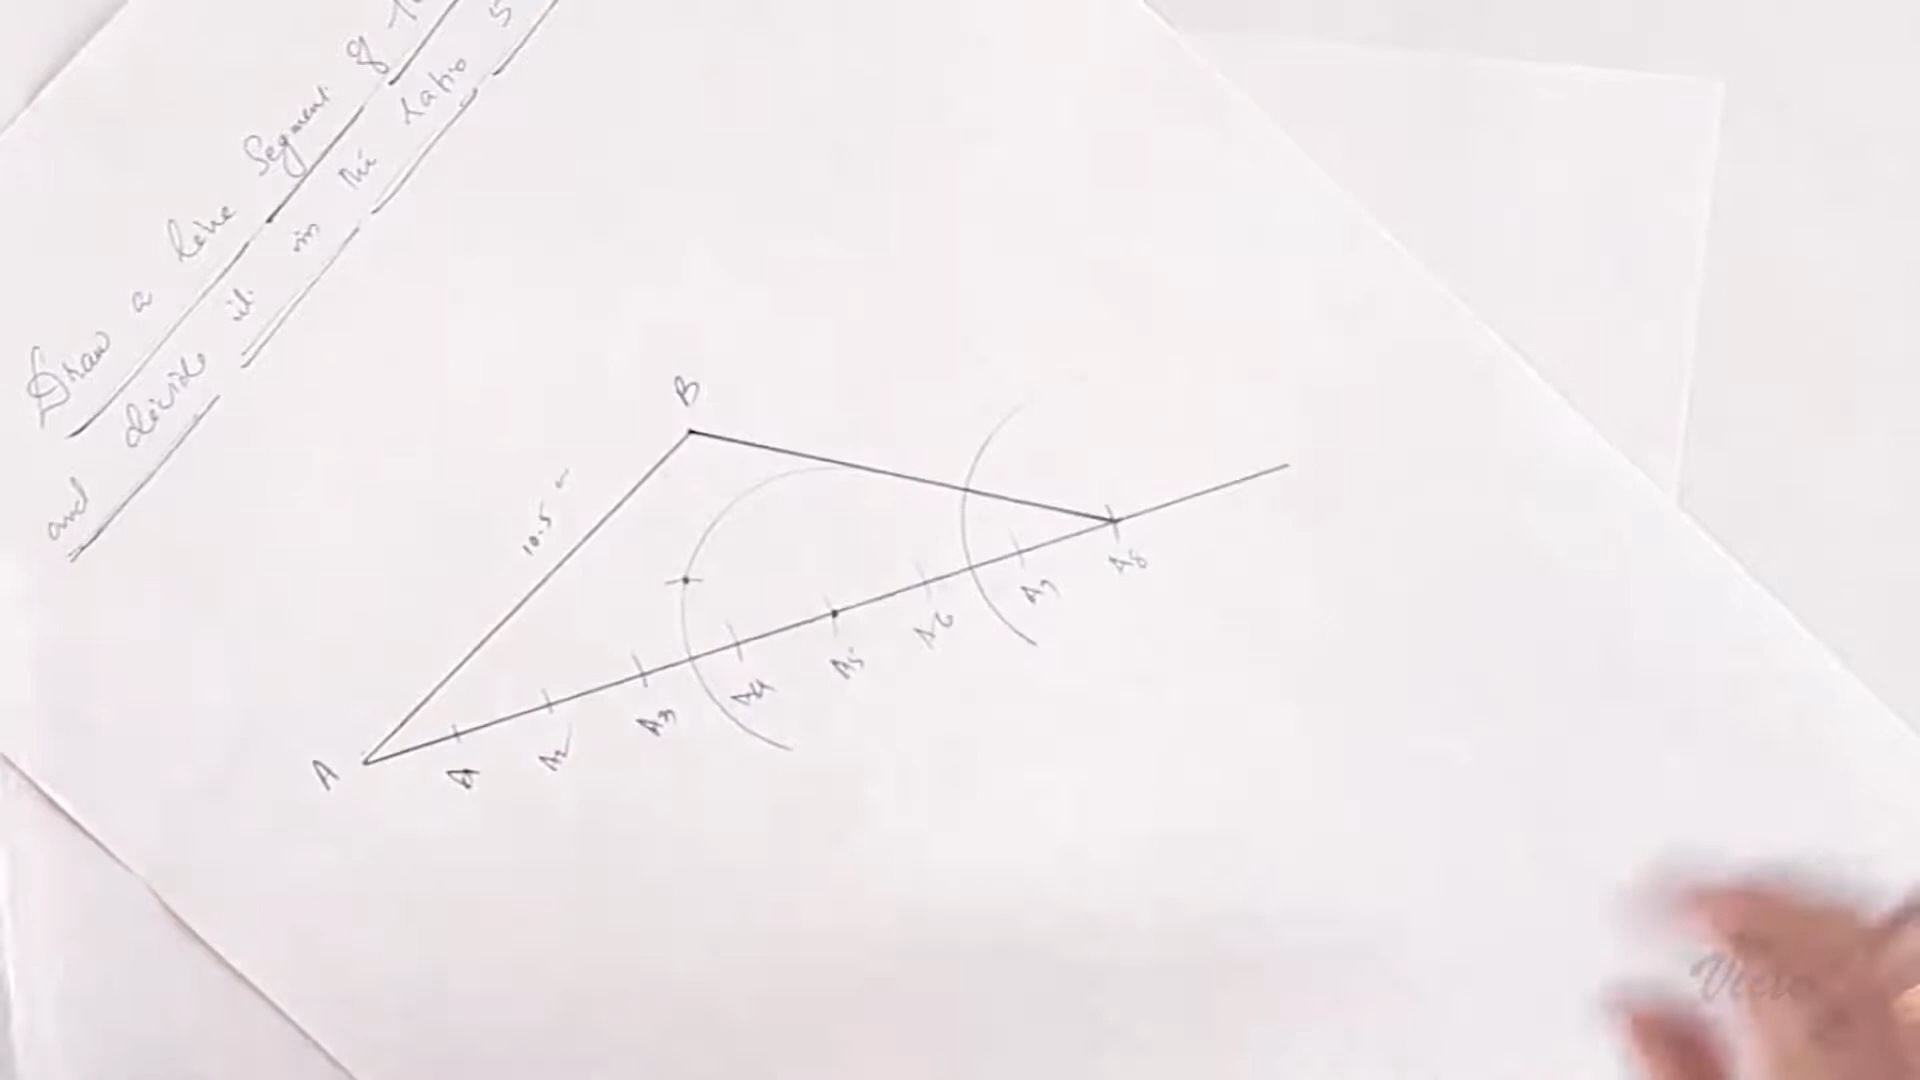 Draw a line Segment of
and divide it in the ratio 5
B
10.5
A
A1 A2 A3 A4 A5 A6 A7 A8